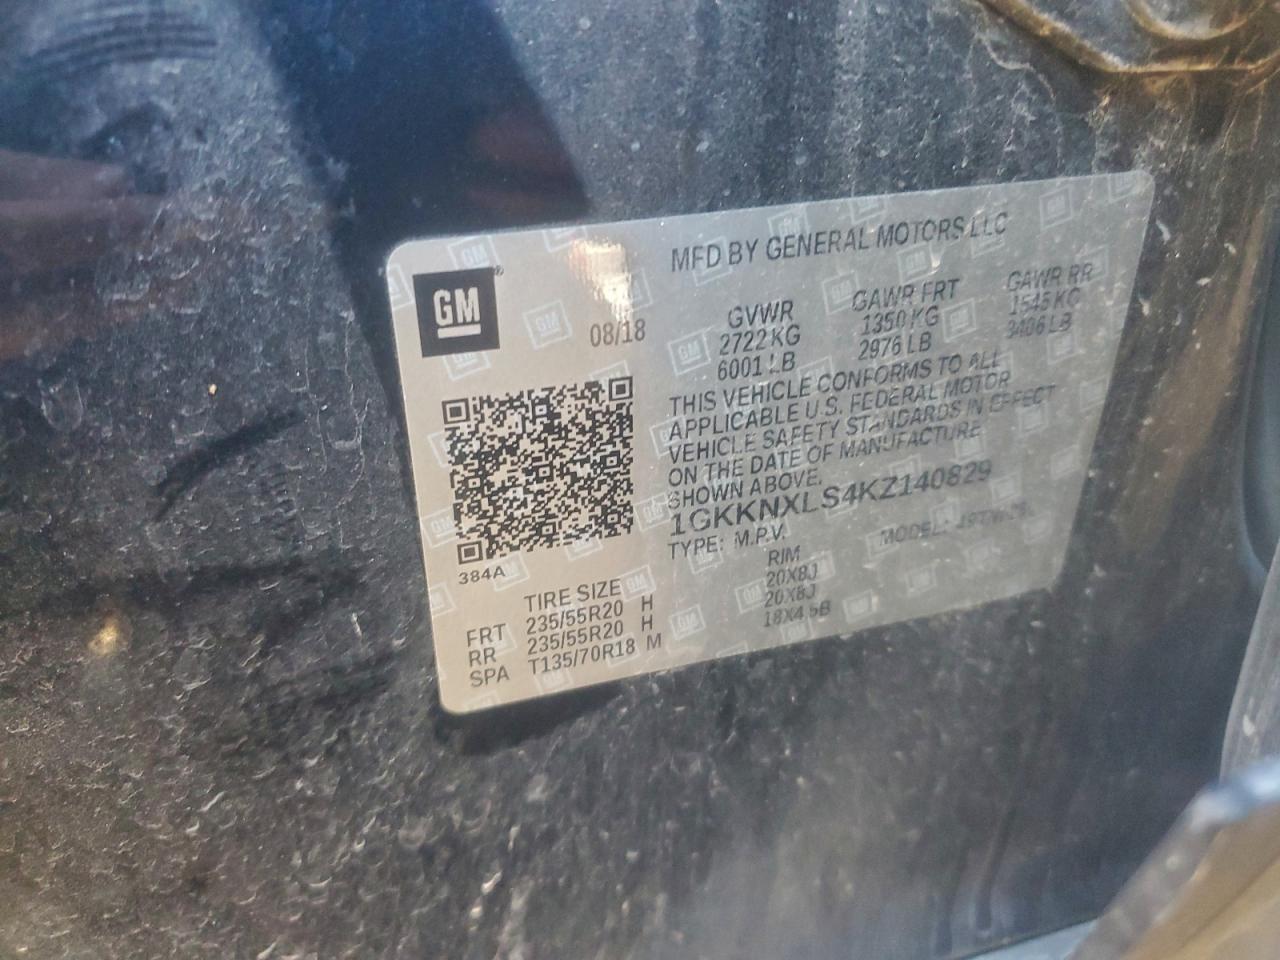 MFD BY GENERAL MOTORS LLC
GM
08/18
GVWR GAWR FRT GAWR RR
2722 KG 1350 KG 1545 KG
6001 LB 2976 LB 3406 LB
THIS VEHICLE CONFORMS TO ALL
APPLICABLE U.S. FEDERAL MOTOR
VEHICLE SAFETY STANDARDS IN EFFECT
ON THE DATE OF MANUFACTURE
SHOWN ABOVE.
1GKKNXLS4KZ140829
TYPE: M.P.V. MODEL:
384A
TIRE SIZE RIM
FRT 235/55R20 H 20X8J
RR 235/55R20 H 20X8J
SPA T135/70R18 M 18X4.5B